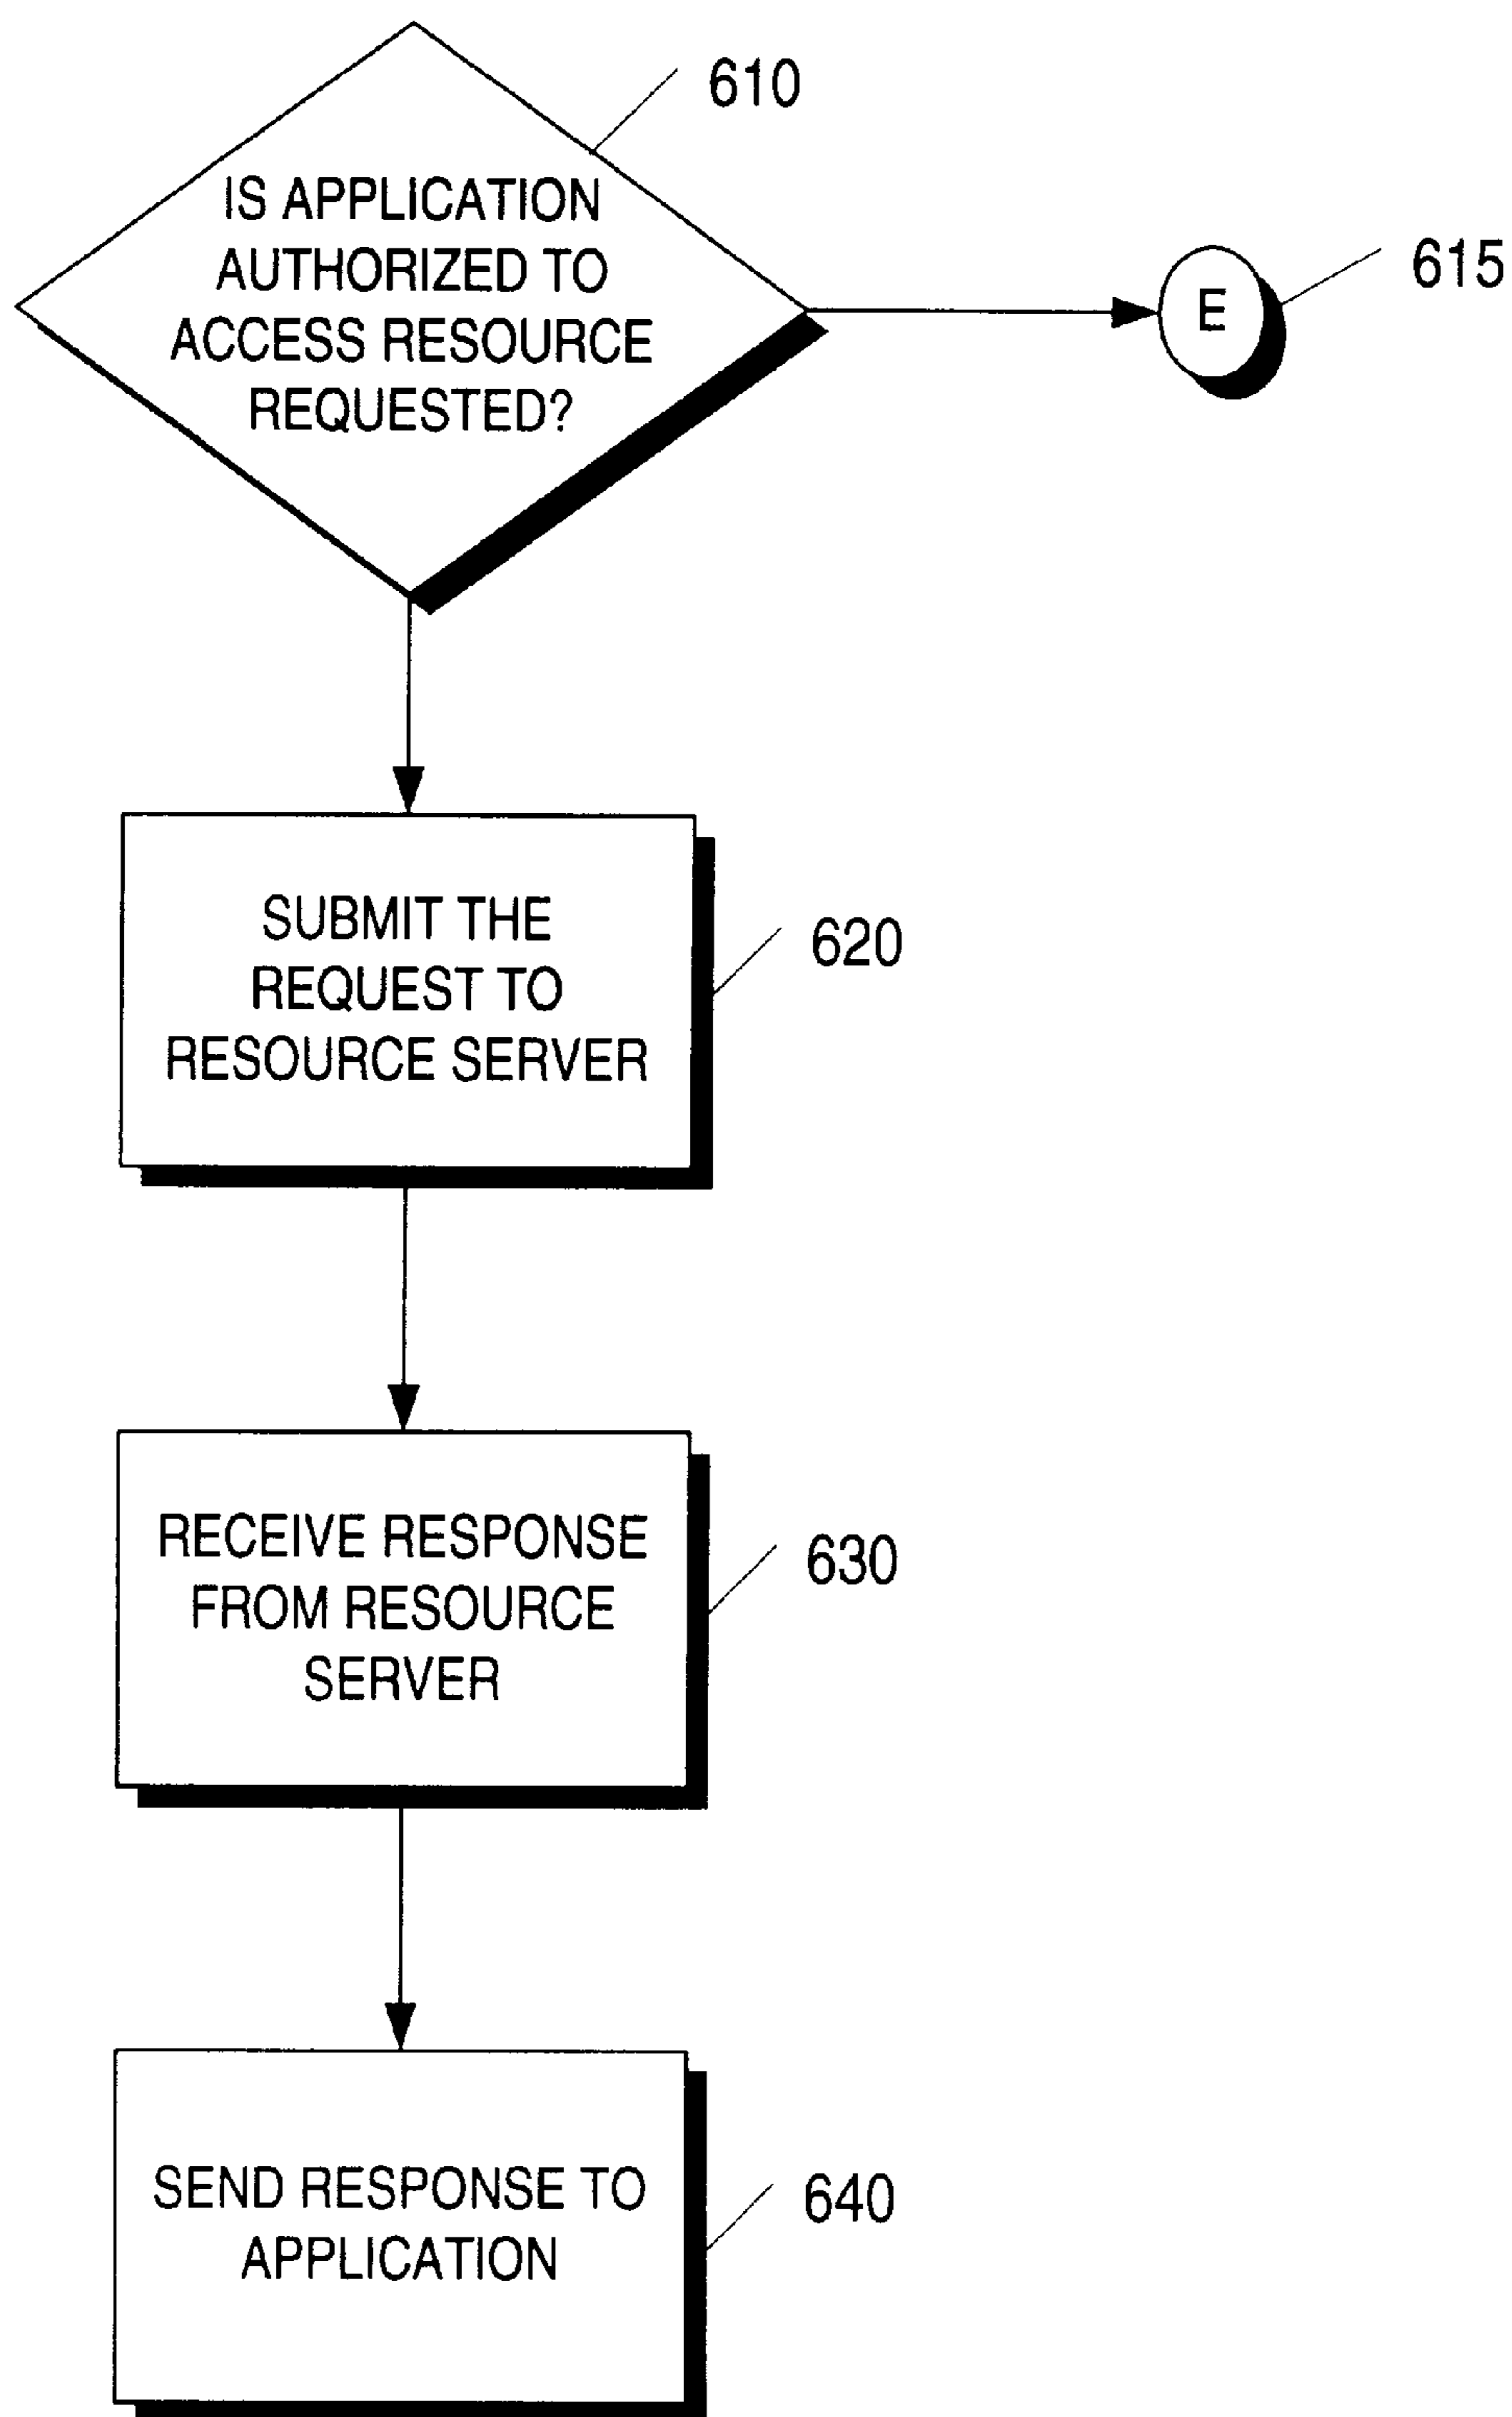 610
IS APPLICATION
AUTHORIZED TO
ACCESS RESOURCE
REQUESTED?
E
615
SUBMIT THE
REQUEST TO
RESOURCE SERVER
620
RECEIVE RESPONSE
FROM RESOURCE
SERVER
630
SEND RESPONSE TO
APPLICATION
640